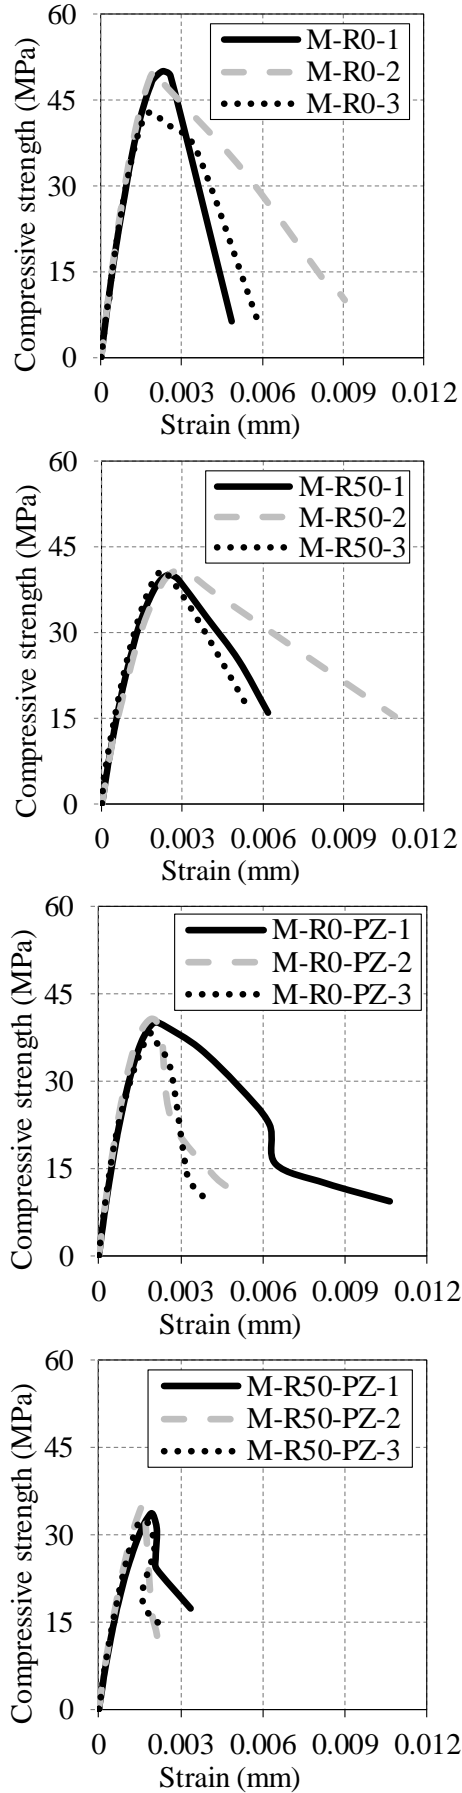 60
45
30
15
0
Compressive strength (MPa)
M-R0-1
M-R0-2
M-R0-3
0 0.003 0.006 0.009 0.012
Strain (mm)
60
45
30
15
0
Compressive strength (MPa)
M-R50-1
M-R50-2
M-R50-3
0 0.003 0.006 0.009 0.012
Strain (mm)
60
45
30
15
0
Compressive strength (MPa)
M-R0-PZ-1
M-R0-PZ-2
M-R0-PZ-3
0 0.003 0.006 0.009 0.012
Strain (mm)
60
45
30
15
0
Compressive strength (MPa)
M-R50-PZ-1
M-R50-PZ-2
M-R50-PZ-3
0 0.003 0.006 0.009 0.012
Strain (mm)